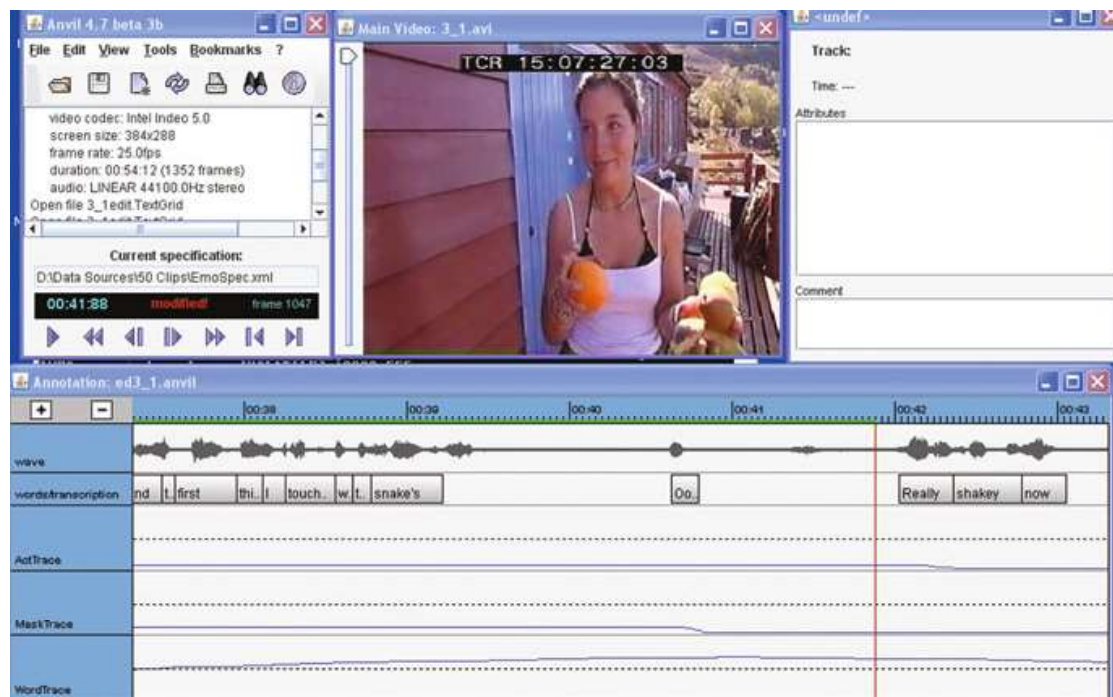 Anvil 4.7 beta 3b
File Edit View Tools Bookmarks ?
video codec: Intel Indeo 5.0
screen size: 384x288
frame rate: 25.0fps
duration: 00:54:12 (1352 frames)
audio: LINEAR 44100.0Hz stereo
Open file 3_1edit.TextGrid
Current specification:
D:\Data Sources\50 Clips\EmoSpec.xml
00:41:88 modified! frame 1047
Main Video: 3_1.avi
TCR 15:07:27:03
<undef>
Track:
Time: ---
Attributes
Comment
Annotation: ed3_1.anvil
+ -
00:38 00:39 00:40 00:41 00:42 00:43
wave
words/transcription nd t.. first thi.. I touch.. w.. t.. snake's Oo.. Really shakey now
ActTrace
MaskTrace
WordTrace